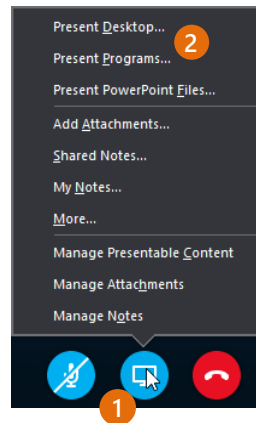 Present Desktop...
2
Present Programs...
Present PowerPoint Files...
Add Attachments...
Shared Notes...
My Notes...
More...
Manage Presentable Content
Manage Attachments
Manage Notes
1